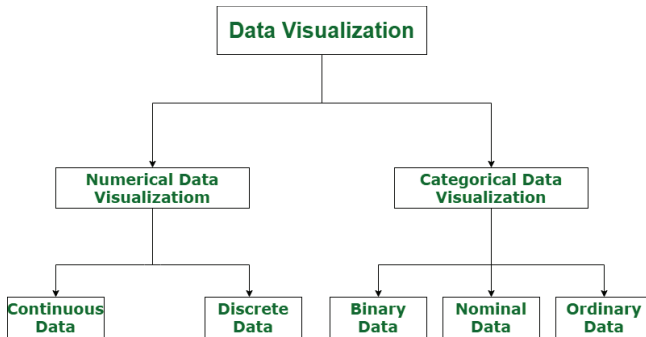 Data Visualization
Numerical Data
Visualizatiom
Categorical Data
Visualization
Continuous
Data
Discrete
Data
Binary
Data
Nominal
Data
Ordinary
Data